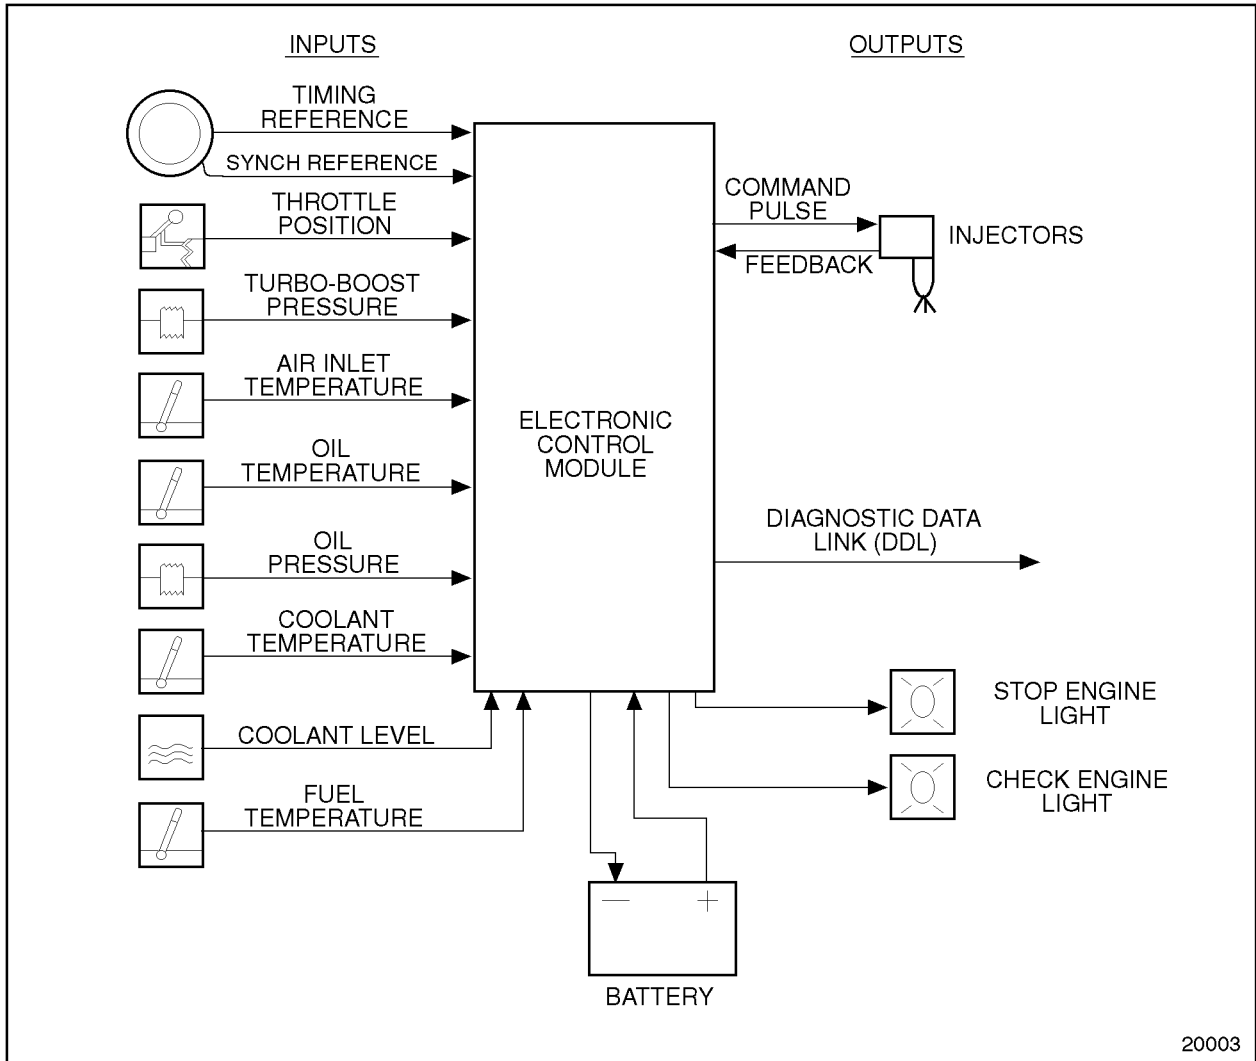 INPUTS
OUTPUTS
TIMING
REFERENCE
SYNCH REFERENCE
THROTTLE
POSITION
TURBO-BOOST
PRESSURE
AIR INLET
TEMPERATURE
OIL
TEMPERATURE
OIL
PRESSURE
COOLANT
TEMPERATURE
COOLANT LEVEL
FUEL
TEMPERATURE
ELECTRONIC
CONTROL
MODULE
COMMAND
PULSE
FEEDBACK
INJECTORS
DIAGNOSTIC DATA
LINK (DDL)
STOP ENGINE
LIGHT
CHECK ENGINE
LIGHT
— +
BATTERY
20003